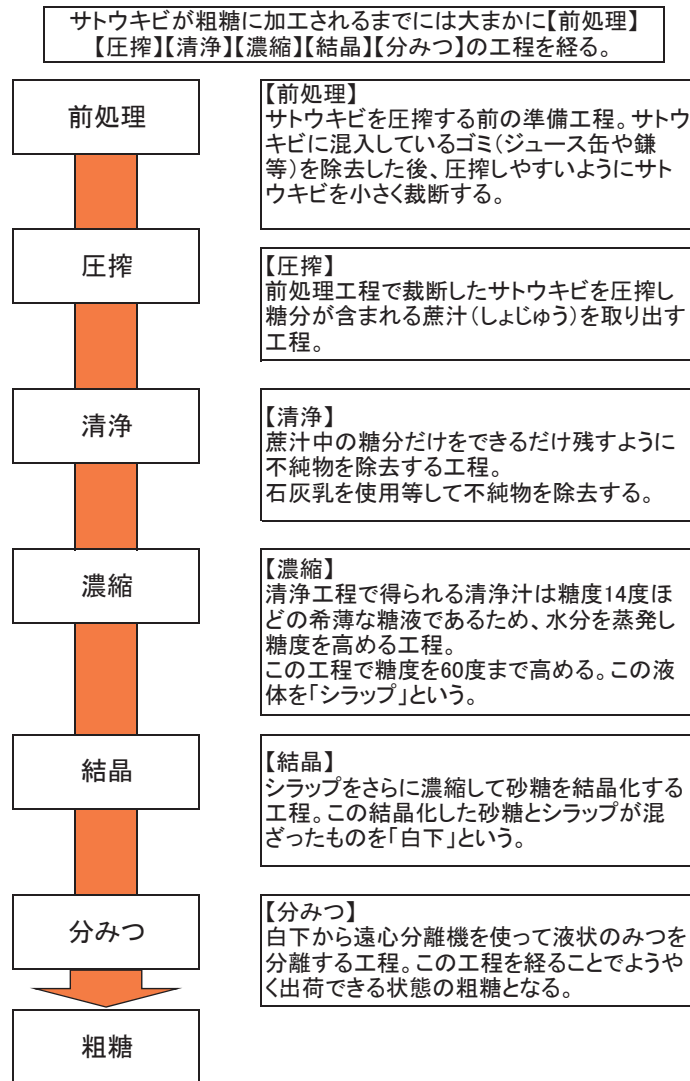 サトウキビが粗糖に加工されるまでには大まかに【前処理】
【圧搾】【清浄】【濃縮】【結晶】【分みつ】の工程を経る。
前処理
【前処理】
サトウキビを圧搾する前の準備工程。サトウ
キビに混入しているゴミ(ジュース缶や鎌
等)を除去した後、圧搾しやすいようにサト
ウキビを小さく裁断する。
圧搾
【圧搾】
前処理工程で裁断したサトウキビを圧搾し
糖分が含まれる蔗汁(しょじゅう)を取り出す
工程。
清浄
【清浄】
蔗汁中の糖分だけをできるだけ残すように
不純物を除去する工程。
石灰乳を使用等して不純物を除去する。
濃縮
【濃縮】
清浄工程で得られる清浄汁は糖度14度ほ
どの希薄な糖液であるため、水分を蒸発し
糖度を高める工程。
この工程で糖度を60度まで高める。この液
体を「シラップ」という。
結晶
【結晶】
シラップをさらに濃縮して砂糖を結晶化する
工程。この結晶化した砂糖とシラップが混
ざったものを「白下」という。
分みつ
【分みつ】
白下から遠心分離機を使って液状のみつを
分離する工程。この工程を経ることでようや
く出荷できる状態の粗糖となる。
粗糖